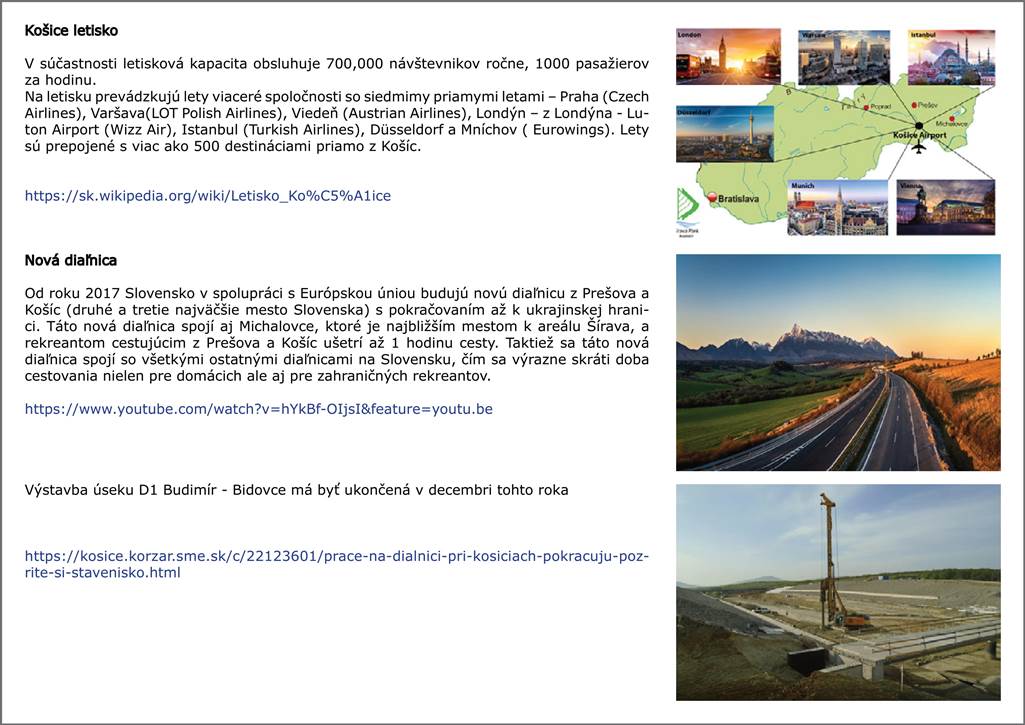 Košice letisko
V súčastnosti letisková kapacita obsluhuje 700,000 návštevnikov ročne, 1000 pasažierov
za hodinu.
Na letisku prevádzkujú lety viaceré spoločnosti so siedmimy priamymi letami – Praha (Czech
Airlines), Varšava(LOT Polish Airlines), Viedeň (Austrian Airlines), Londýn – z Londýna - Lu-
ton Airport (Wizz Air), Istanbul (Turkish Airlines), Düsseldorf a Mníchov ( Eurowings). Lety
sú prepojené s viac ako 500 destináciami priamo z Košíc.
https://sk.wikipedia.org/wiki/Letisko_Ko%C5%A1ice
London
Warsaw
Istanbul
Düsseldorf
Poprad
Prešov
Michalovce
Košice Airport
Bratislava
Munich
Vienna
Nová diaľnica
Od roku 2017 Slovensko v spolupráci s Európskou úniou budujú novú diaľnicu z Prešova a
Košíc (druhé a tretie najväčšie mesto Slovenska) s pokračovaním až k ukrajinskej hrani-
ci. Táto nová diaľnica spojí aj Michalovce, ktoré je najbližším mestom k areálu Šírava, a
rekreantom cestujúcim z Prešova a Košíc ušetrí až 1 hodinu cesty. Taktiež sa táto nová
diaľnica spojí so všetkými ostatnými diaľnicami na Slovensku, čím sa výrazne skráti doba
cestovania nielen pre domácich ale aj pre zahraničných rekreantov.
https://www.youtube.com/watch?v=hYkBf-OIjsI&feature=youtu.be
Výstavba úseku D1 Budimír - Bidovce má byť ukončená v decembri tohto roka
https://kosice.korzar.sme.sk/c/22123601/prace-na-dialnici-pri-kosiciach-pokracuju-poz-
rite-si-stavenisko.html